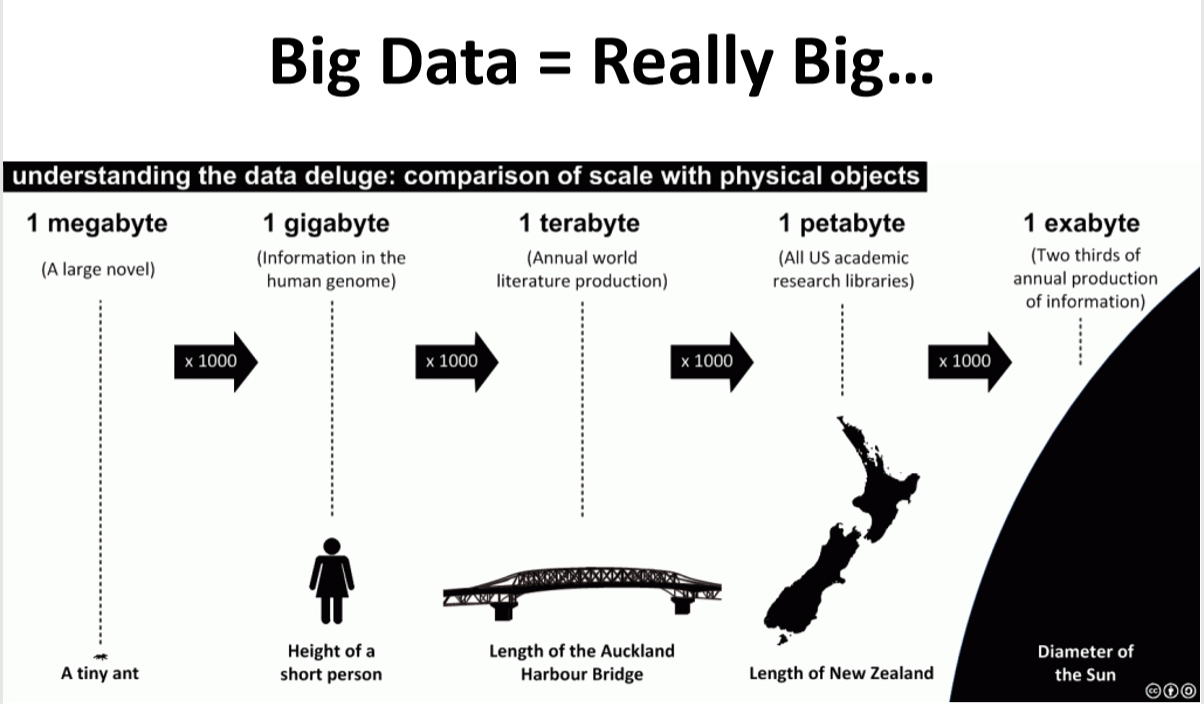 Big Data = Really Big...
understanding the data deluge: comparison of scale with physical objects
1 megabyte
(A large novel)
1 gigabyte
(Information in the
human genome)
1 terabyte
(Annual world
literature production)
1 petabyte
(All US academic
research libraries)
1 exabyte
(Two thirds of
annual production
of information)
x 1000
x 1000
x 1000
x 1000
A tiny ant
Height of a
short person
Length of the Auckland
Harbour Bridge
Length of New Zealand
Diameter of
the Sun
cc